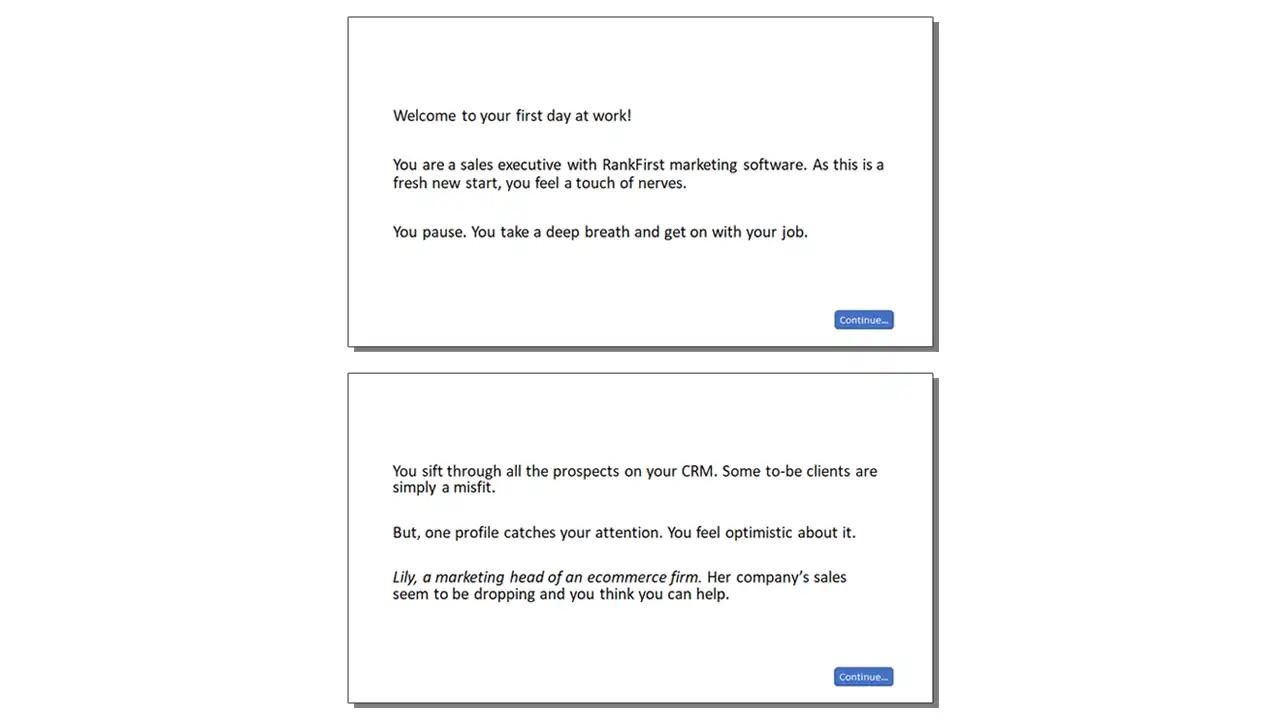 Welcome to your first day at work!
You are a sales executive with RankFirst marketing software. As this is a
fresh new start, you feel a touch of nerves.
You pause. You take a deep breath and get on with your job.
Continue...
You sift through all the prospects on your CRM. Some to-be clients are
simply a misfit.
But, one profile catches your attention. You feel optimistic about it.
Lily, a marketing head of an ecommerce firm. Her company’s sales
seem to be dropping and you think you can help.
Continue...